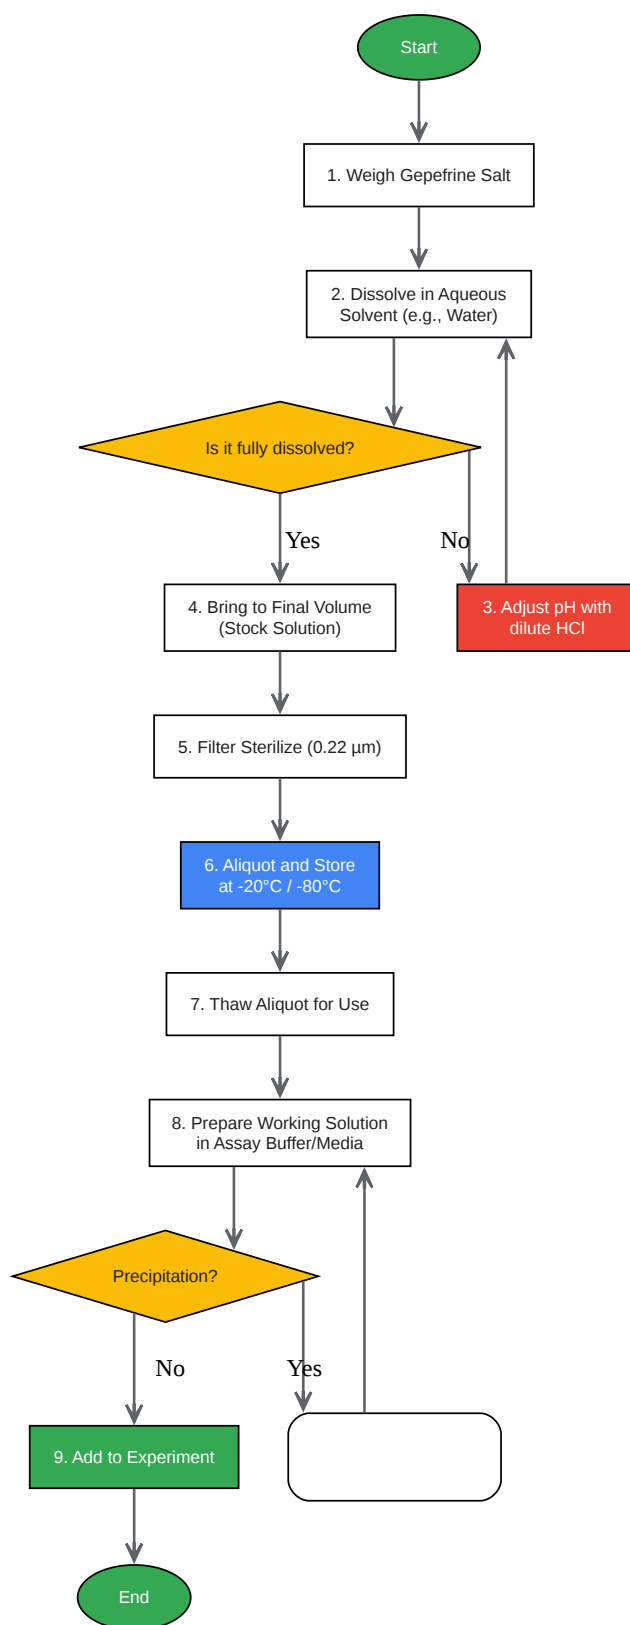 Start
1. Weigh Gepefrine Salt
2. Dissolve in Aqueous
Solvent (e.g., Water)
Is it fully dissolved?
Yes
No
4. Bring to Final Volume
(Stock Solution)
3. Adjust pH with
dilute HCl
5. Filter Sterilize (0.22 µm)
6. Aliquot and Store
at -20°C / -80°C
7. Thaw Aliquot for Use
8. Prepare Working Solution
in Assay Buffer/Media
Precipitation?
No
Yes
9. Add to Experiment
End